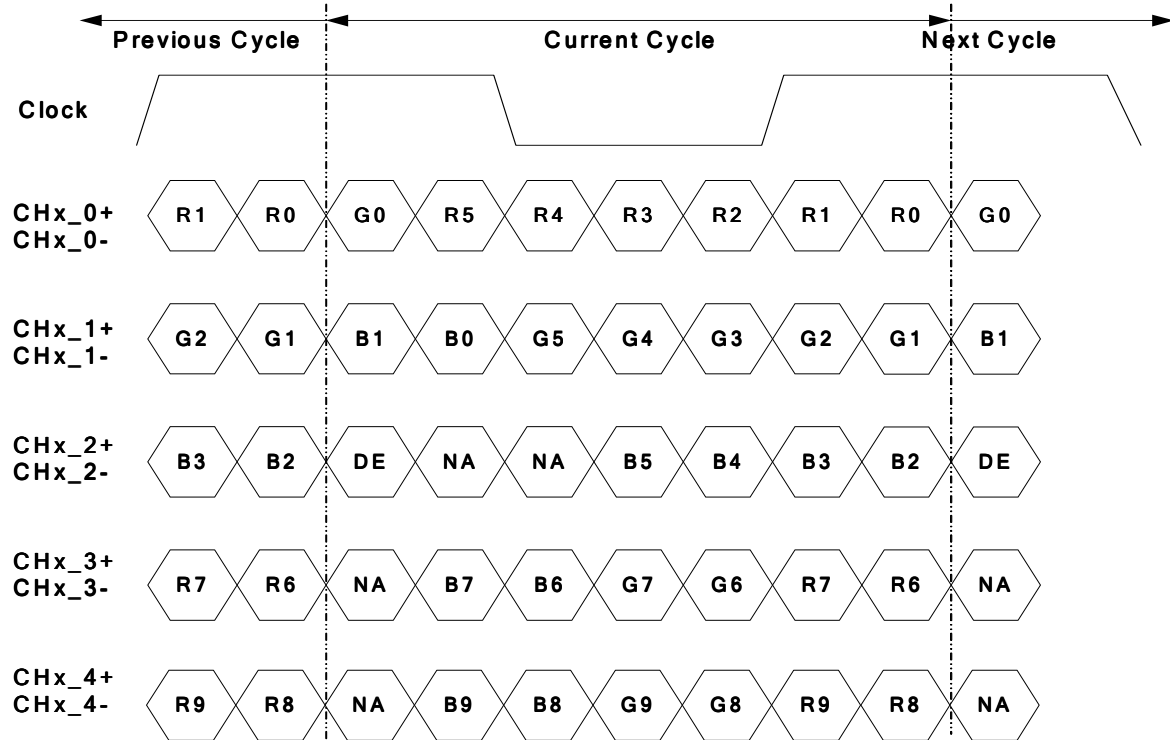 Previous Cycle Current Cycle Next Cycle
Clock
CHx_0+
CHx_0-
R1 R0 G0 R5 R4 R3 R2 R1 R0 G0
CHx_1+
CHx_1-
G2 G1 B1 B0 G5 G4 G3 G2 G1 B1
CHx_2+
CHx_2-
B3 B2 DE NA NA B5 B4 B3 B2 DE
CHx_3+
CHx_3-
R7 R6 NA B7 B6 G7 G6 R7 R6 NA
CHx_4+
CHx_4-
R9 R8 NA B9 B8 G9 G8 R9 R8 NA